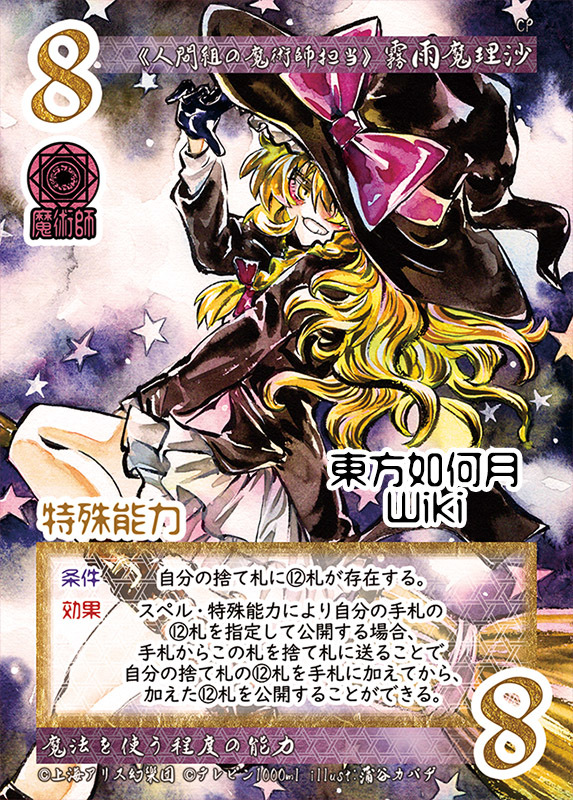 CP
8
《人間組の魔術師担当》霧雨魔理沙
魔術師
東方如何月
Wiki
特殊能力
条件 自分の捨て札に⑫札が存在する。
効果 スペル・特殊能力により自分の手札の
⑫札を指定して公開する場合、
手札からこの札を捨て札に送ることで
自分の捨て札の⑫札を手札に加えてから、
加えた⑫札を公開することができる。
8
魔法を使う程度の能力
©上海アリス幻樂団 ©テレピン1000ml illust:蒲谷カバヂ